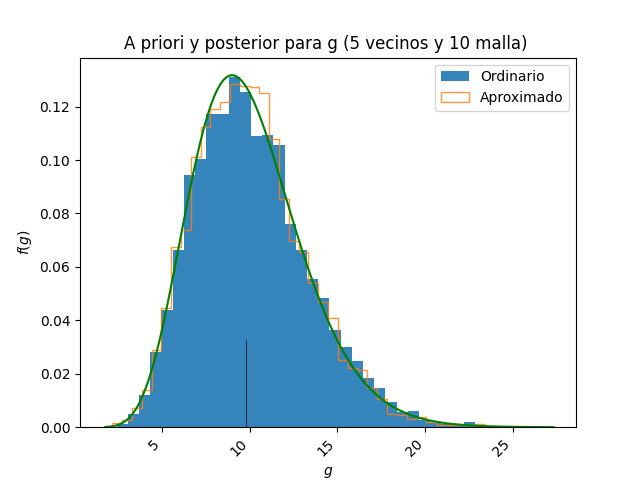 A priori y posterior para g (5 vecinos y 10 malla)
Ordinario
Aproximado
0.12
0.10
0.08
0.06
0.04
0.02
0.00
f(g)
5
10
15
20
25
g